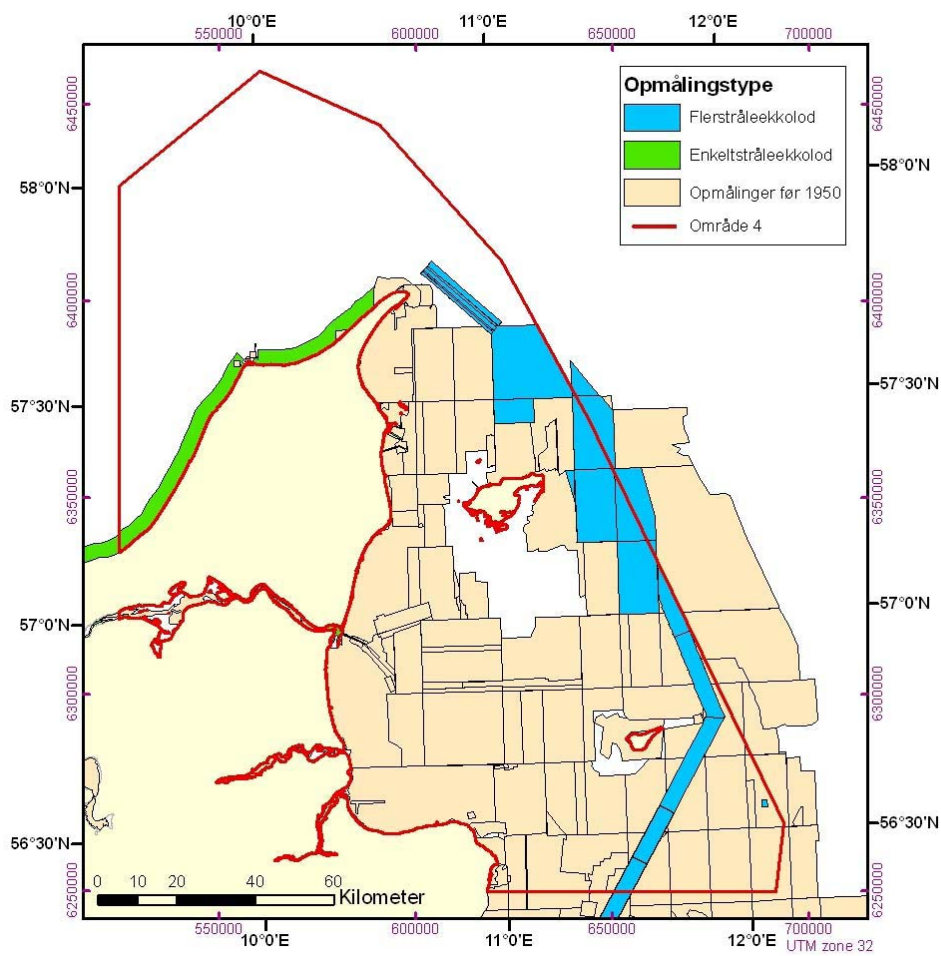 10°0'E 11°0'E 12°0'E
550000 600000 650000 700000
6450000
6400000
6350000
6300000
6250000
58°0'N
57°30'N
57°0'N
56°30'N
Opmålingstype
Flerstråleekkolod
Enkeltstråleekkolod
Opmålinger før 1950
Område 4
6450000
6400000
6350000
6300000
6250000
58°0'N
57°30'N
57°0'N
56°30'N
0 10 20 40 60
Kilometer
550000 600000 650000 700000
10°0'E 11°0'E 12°0'E
UTM zone 32